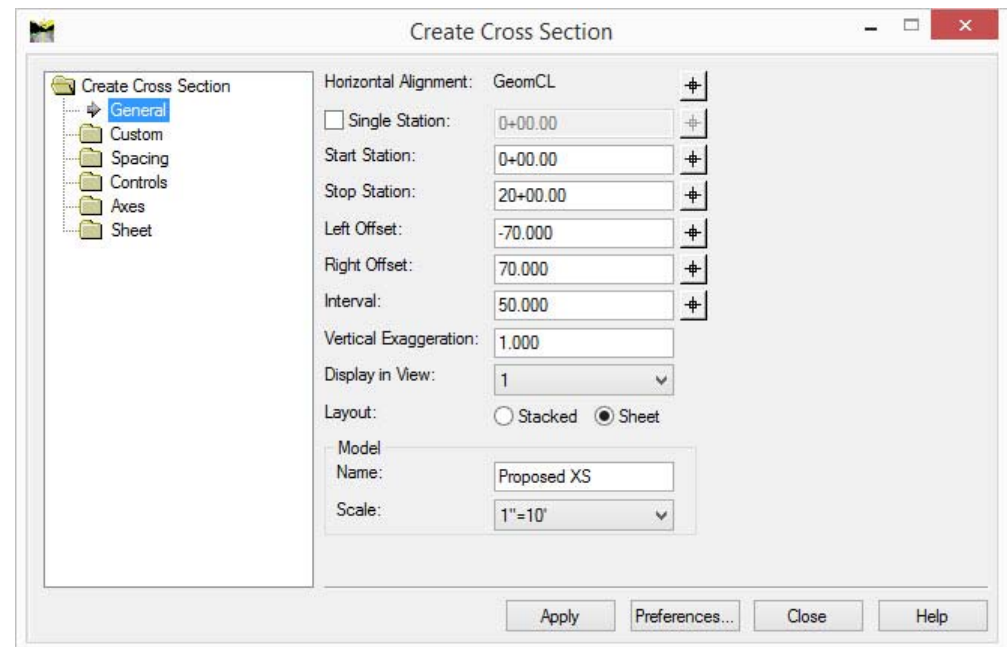 Create Cross Section
Create Cross Section
General
Custom
Spacing
Controls
Axes
Sheet
Horizontal Alignment: GeomCL
Single Station: 0+00.00
Start Station: 0+00.00
Stop Station: 20+00.00
Left Offset: -70.000
Right Offset: 70.000
Interval: 50.000
Vertical Exaggeration: 1.000
Display in View: 1
Layout: Stacked Sheet
Model
Name: Proposed XS
Scale: 1"=10'
Apply Preferences... Close Help